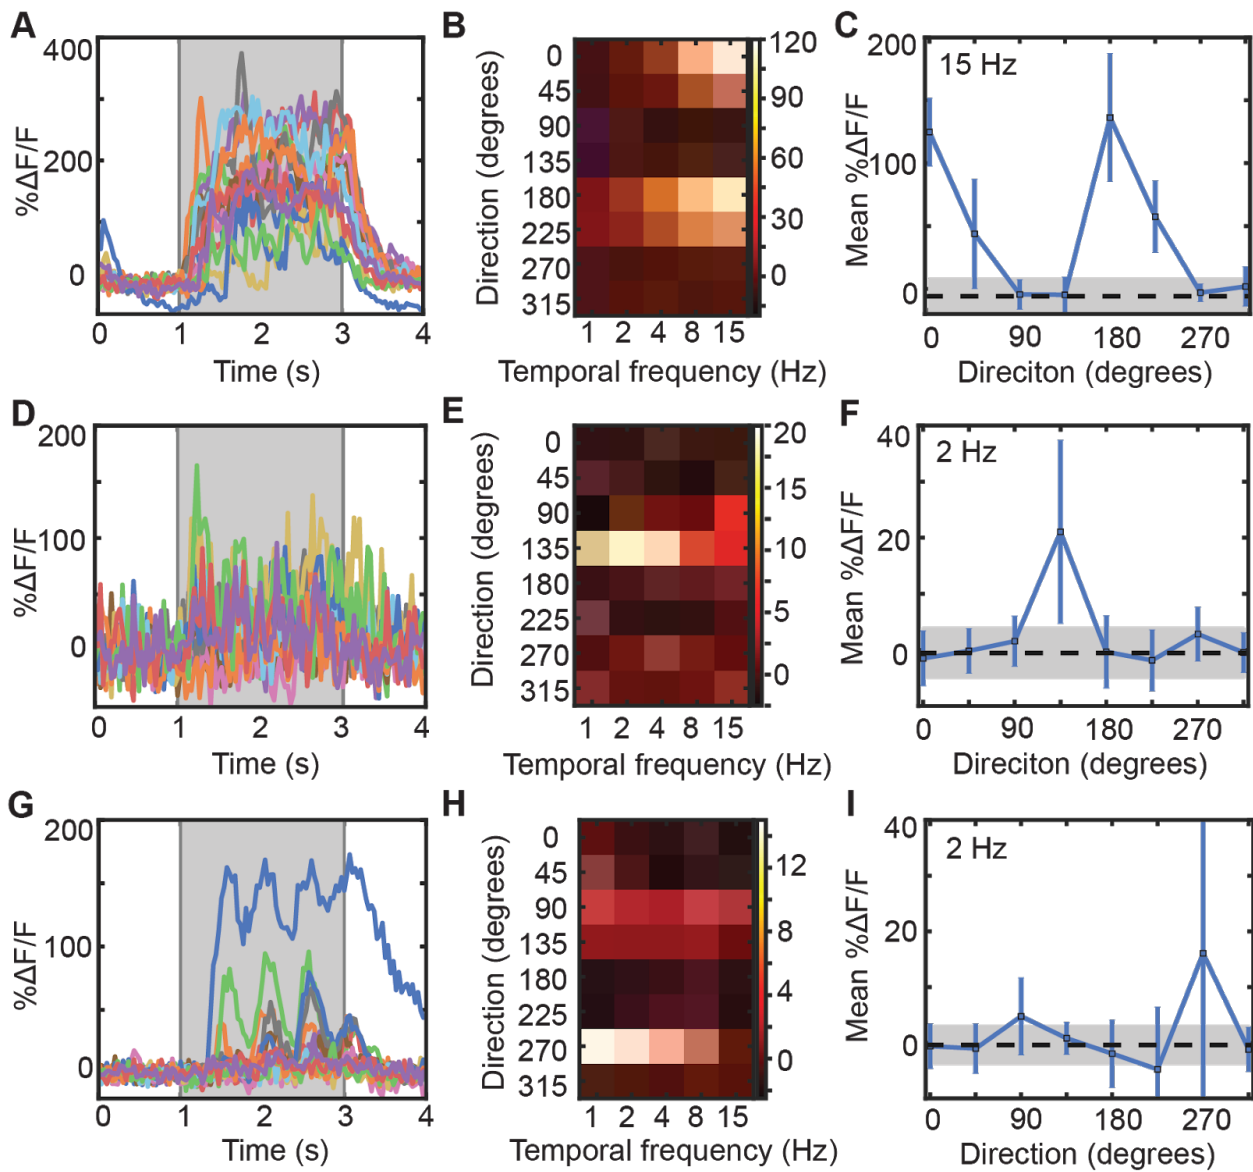 A
400
200
0
%ΔF/F
0 1 2 3 4
Time (s)
B
0
45
90
135
180
225
270
315
Direction (degrees)
1 2 4 8 15
Temporal frequency (Hz)
120
90
60
30
0
C
200
100
0
Mean %ΔF/F
15 Hz
0 90 180 270
Direciton (degrees)
D
200
100
0
%ΔF/F
0 1 2 3 4
Time (s)
E
0
45
90
135
180
225
270
315
Direction (degrees)
1 2 4 8 15
Temporal frequency (Hz)
20
15
10
5
0
F
40
20
0
Mean %ΔF/F
2 Hz
0 90 180 270
Direciton (degrees)
G
200
100
0
%ΔF/F
0 1 2 3 4
Time (s)
H
0
45
90
135
180
225
270
315
Direction (degrees)
1 2 4 8 15
Temporal frequency (Hz)
12
8
4
0
I
40
20
0
Mean %ΔF/F
2 Hz
0 90 180 270
Direction (degrees)